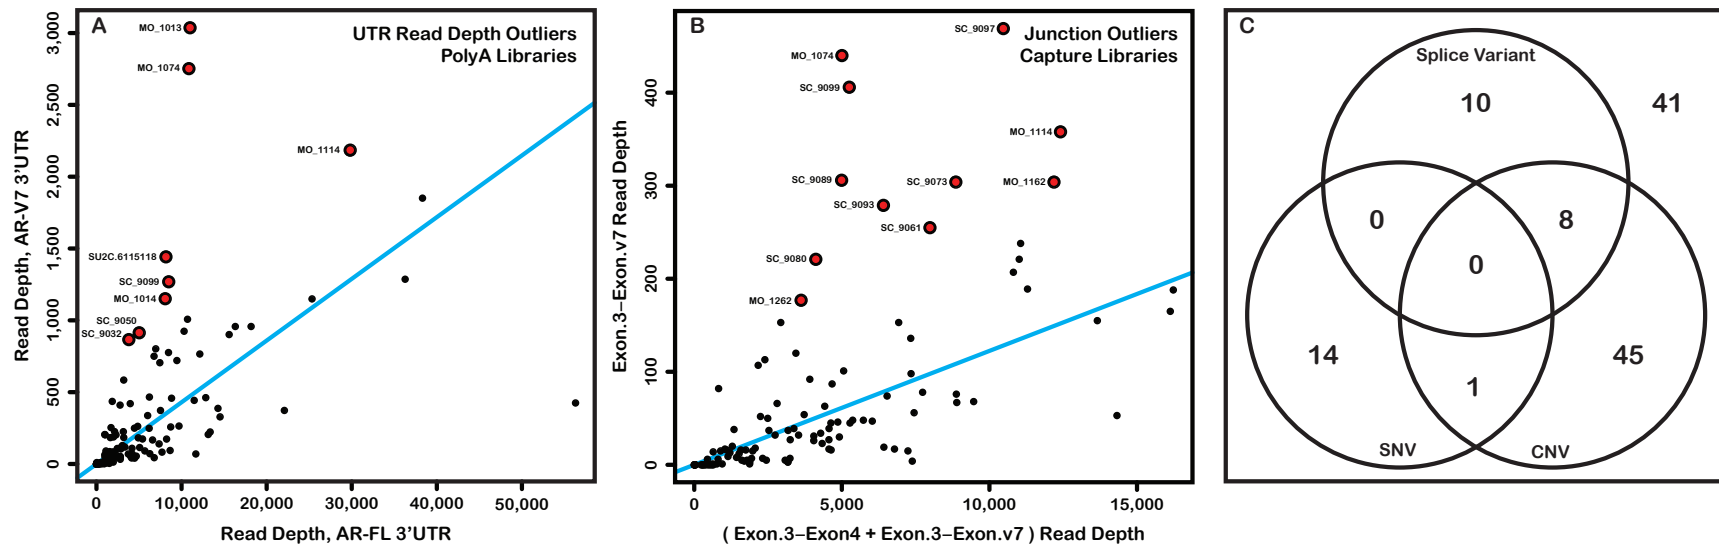 A
UTR Read Depth Outliers
PolyA Libraries
MO_1013
MO_1074
MO_1114
SU2C.6115118
SC_9099
MO_1014
SC_9050
SC_9032
3,000
2,500
2,000
1,500
1,000
500
0
Read Depth, AR-V7 3’UTR
0
10,000
20,000
30,000
40,000
50,000
Read Depth, AR-FL 3’UTR
B
Junction Outliers
Capture Libraries
SC_9097
MO_1074
SC_9099
MO_1114
SC_9089
SC_9073
MO_1162
SC_9093
SC_9061
SC_9080
MO_1262
400
300
200
100
0
Exon.3–Exon.v7 Read Depth
0
5,000
10,000
15,000
( Exon.3–Exon4 + Exon.3–Exon.v7 ) Read Depth
C
Splice Variant
10
41
0
8
0
14
1
45
SNV
CNV